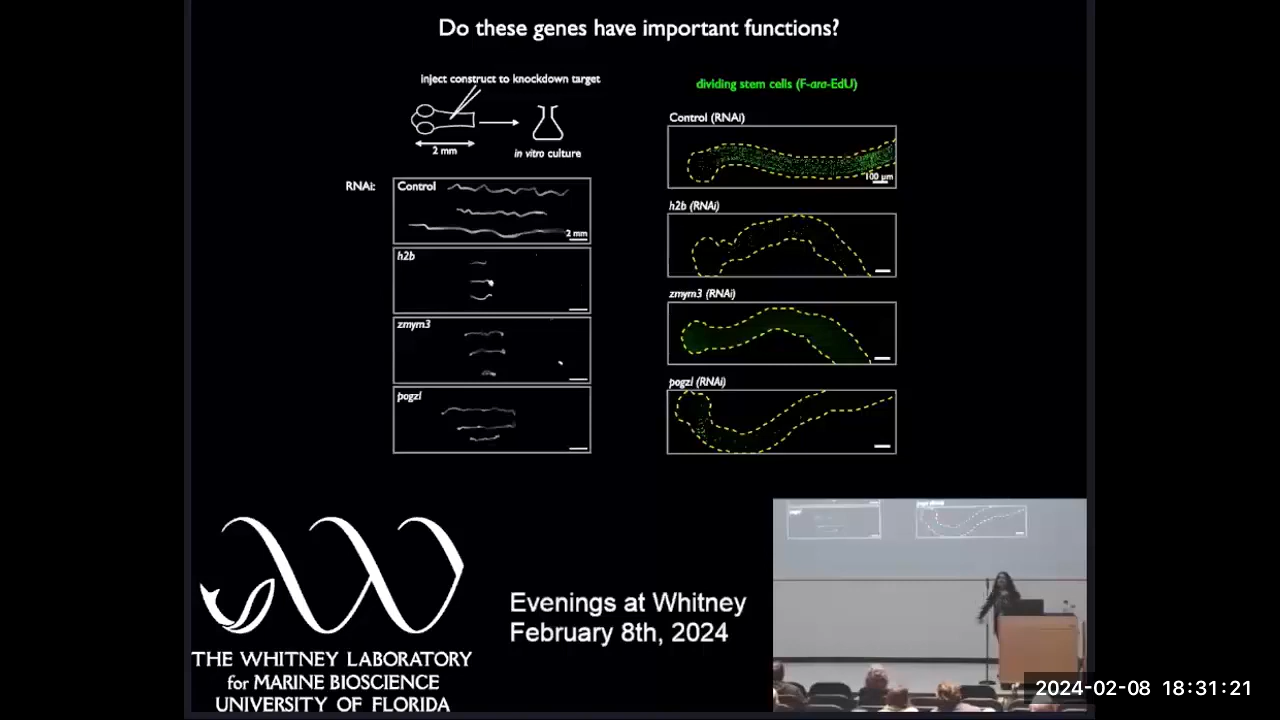 Do these genes have important functions?
inject construct to knockdown target
2 mm
in vitro culture
RNAi:
Control
2 mm
h2b
zmym3
pogzl
dividing stem cells (F-ara-EdU)
Control (RNAi)
100 µm
h2b (RNAi)
zmym3 (RNAi)
pogzl (RNAi)
THE WHITNEY LABORATORY
for MARINE BIOSCIENCE
UNIVERSITY OF FLORIDA
Evenings at Whitney
February 8th, 2024
2024-02-08 18:31:21